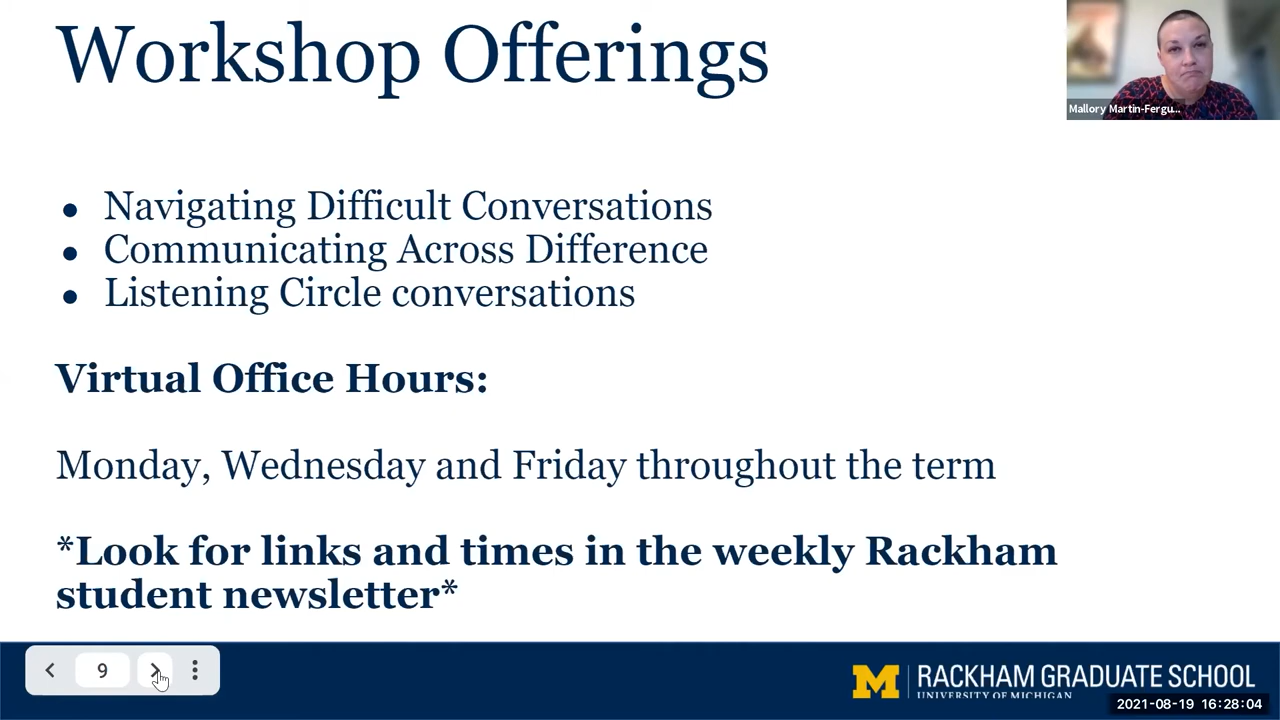 Workshop Offerings
Mallory Martin-Fergu...
• Navigating Difficult Conversations
• Communicating Across Difference
• Listening Circle conversations
Virtual Office Hours:
Monday, Wednesday and Friday throughout the term
*Look for links and times in the weekly Rackham
student newsletter*
9
M RACKHAM GRADUATE SCHOOL
UNIVERSITY OF MICHIGAN
2021-08-19 16:28:04